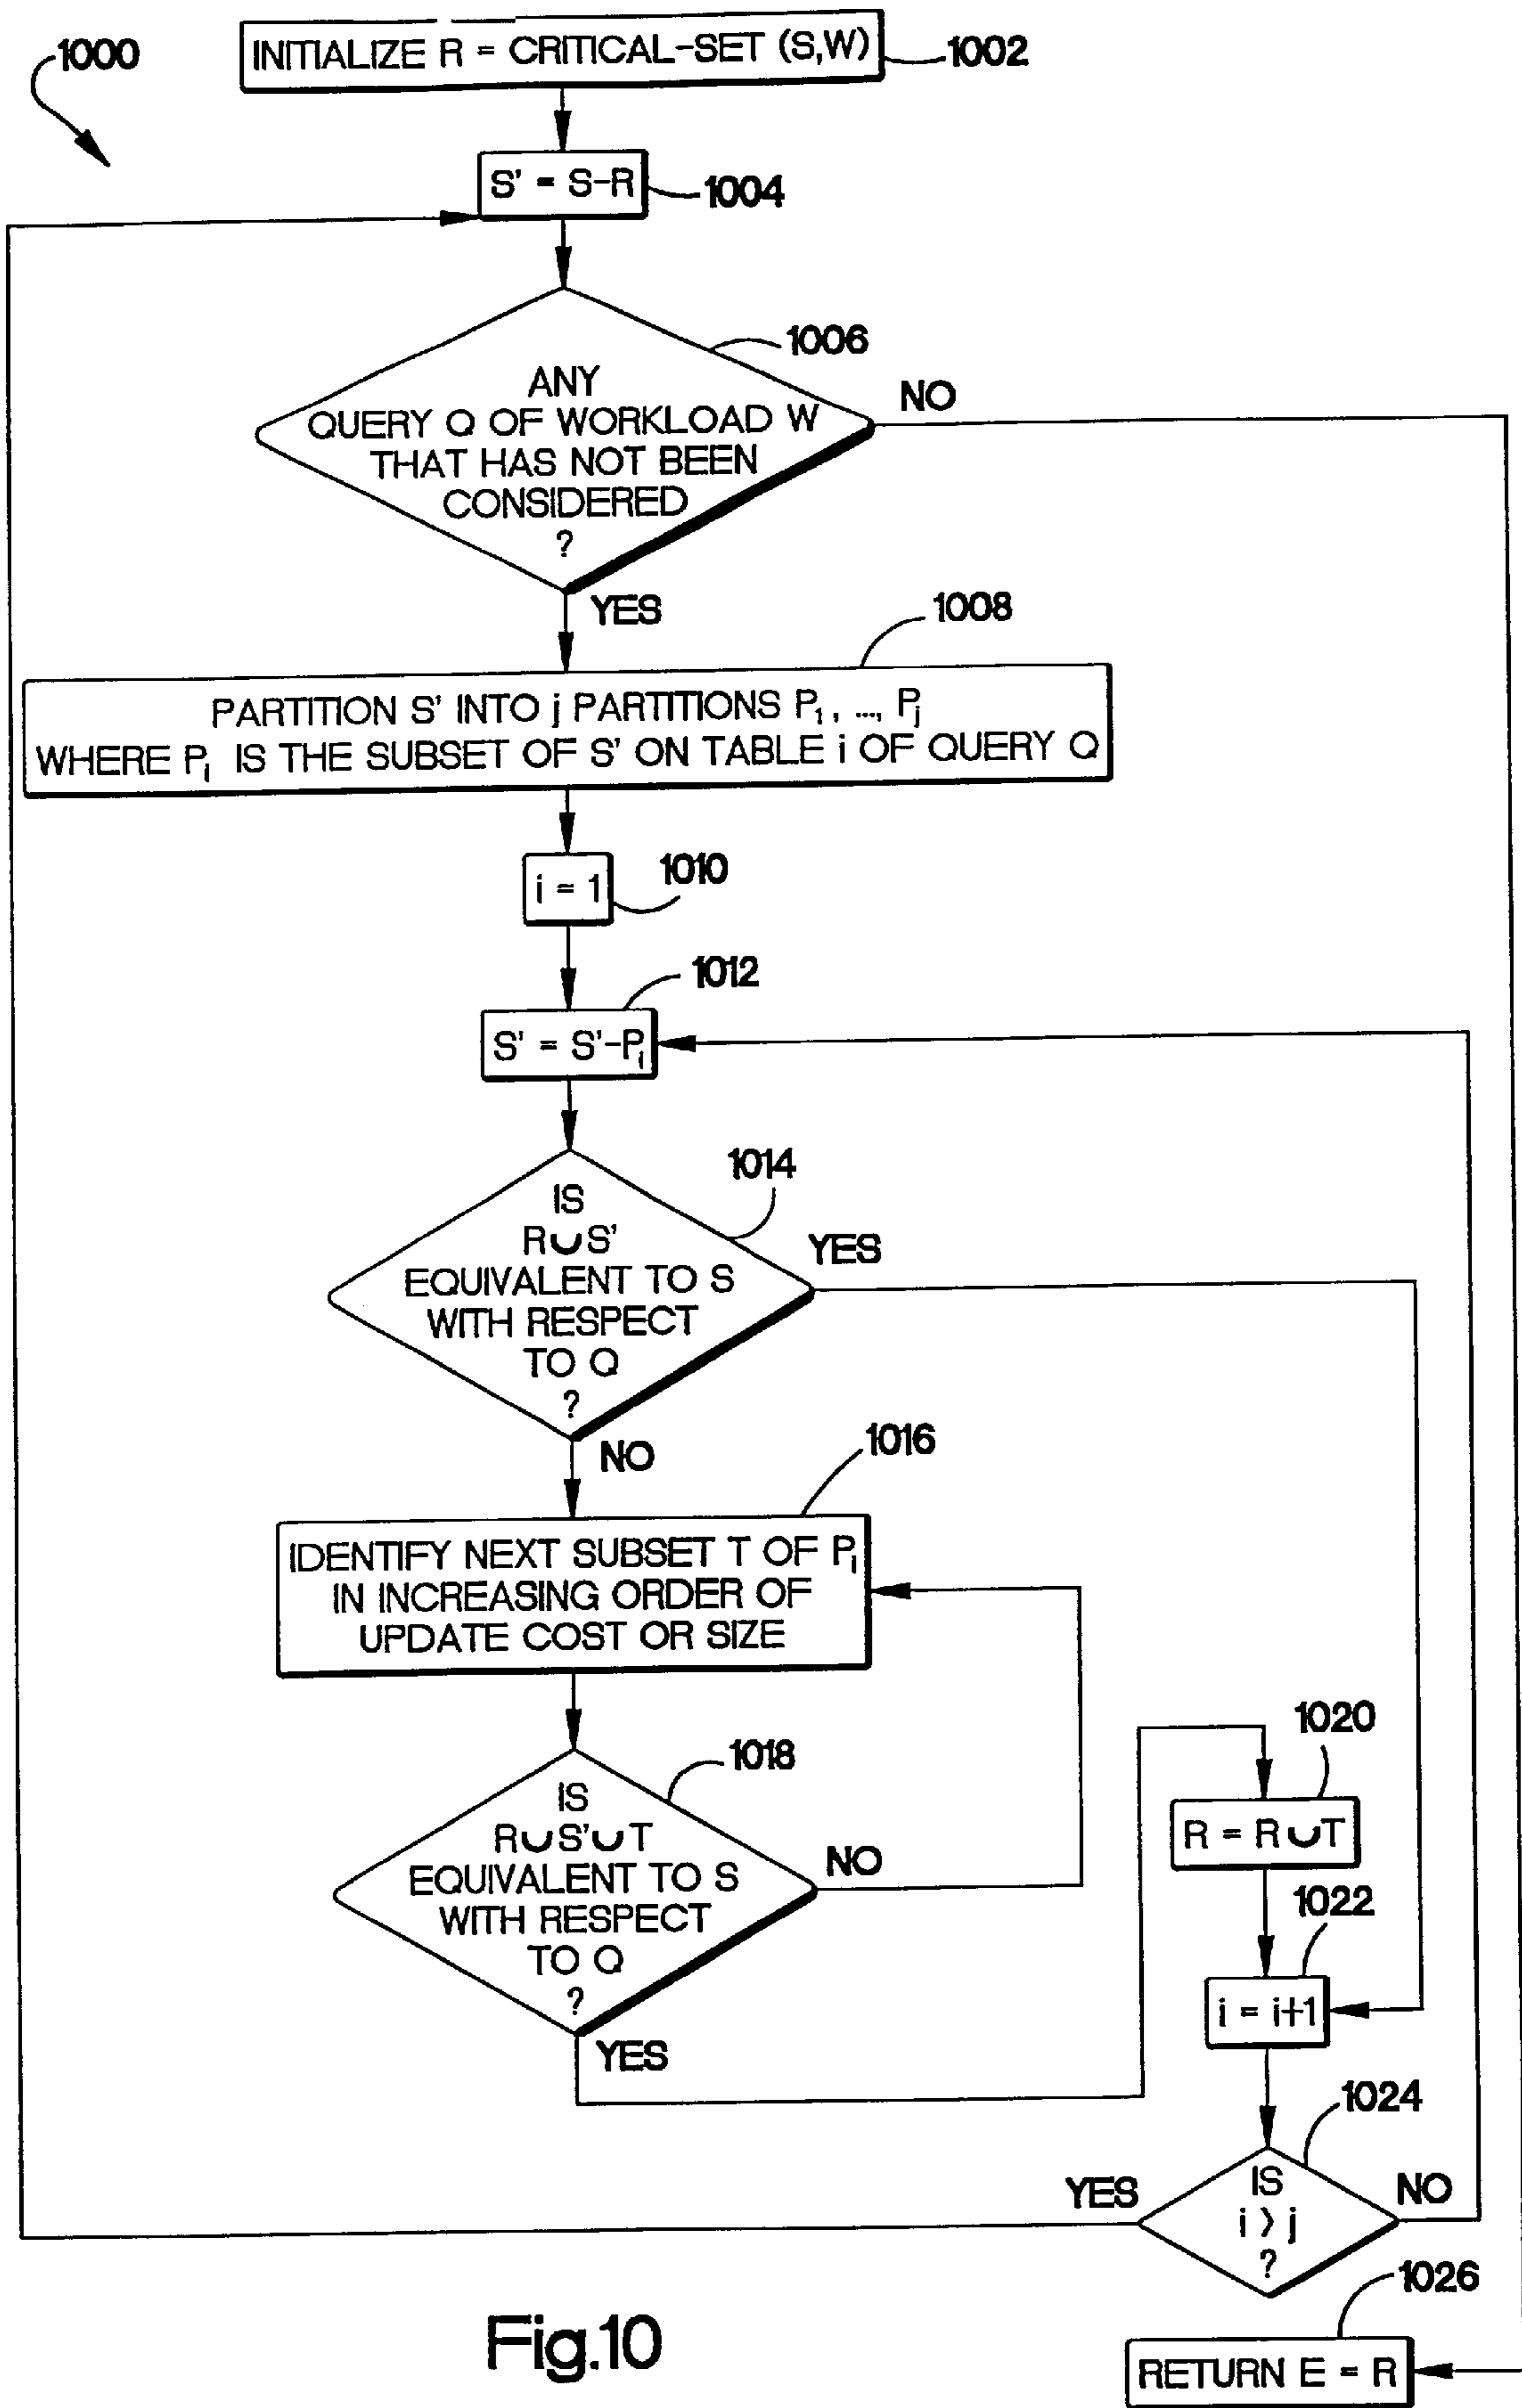 1000
INITIALIZE R = CRITICAL-SET (S,W)
1002
S' = S-R
1004
1006
ANY
QUERY Q OF WORKLOAD W
THAT HAS NOT BEEN
CONSIDERED
?
NO
YES
1008
PARTITION S' INTO j PARTITIONS P₁, ..., Pⱼ
WHERE Pᵢ IS THE SUBSET OF S' ON TABLE i OF QUERY Q
i = 1
1010
1012
S' = S'-Pᵢ
1014
IS
R∪S'
EQUIVALENT TO S
WITH RESPECT
TO Q
?
YES
NO
1016
IDENTIFY NEXT SUBSET T OF Pᵢ
IN INCREASING ORDER OF
UPDATE COST OR SIZE
1018
IS
R∪S'∪T
EQUIVALENT TO S
WITH RESPECT
TO Q
?
NO
YES
1020
R = R∪T
1022
i = i+1
1024
IS
i > j
?
YES
NO
1026
RETURN E = R
Fig.10